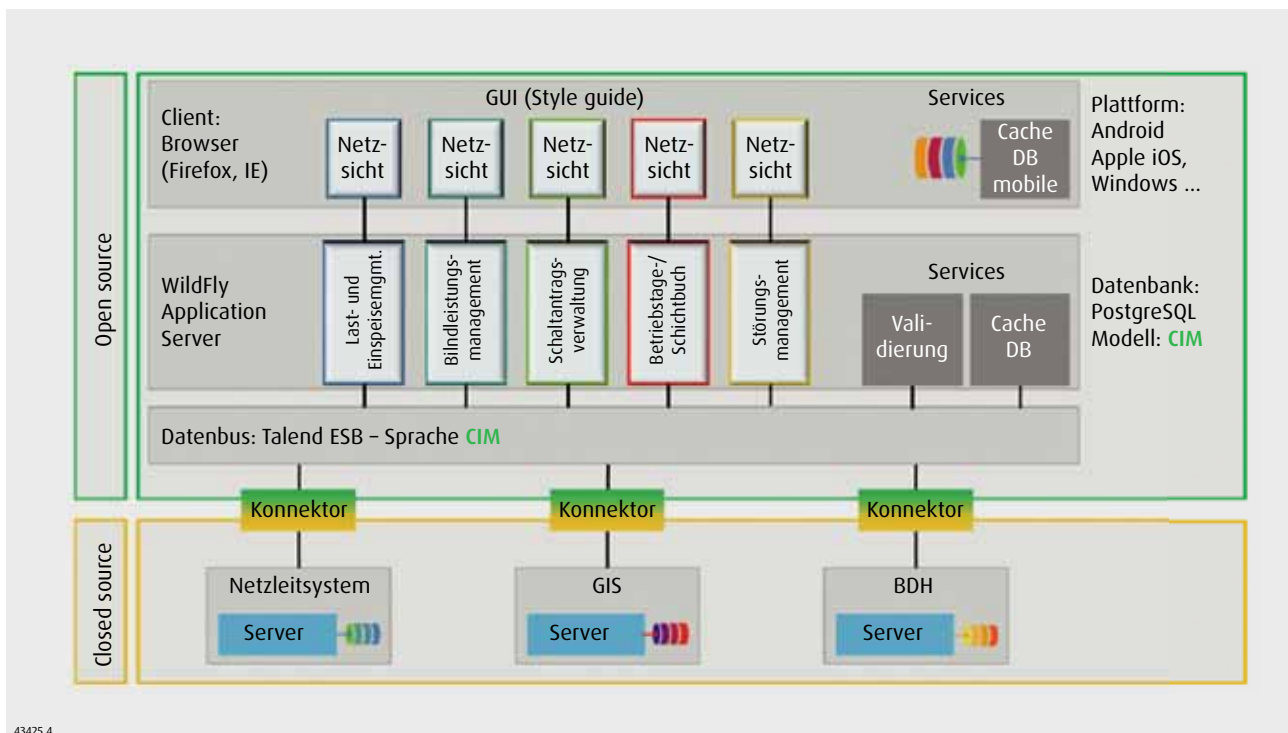 Open source
GUI (Style guide)
Services
Client:
Browser
(Firefox, IE)
Netz-
sicht
Netz-
sicht
Netz-
sicht
Netz-
sicht
Netz-
sicht
Cache
DB
mobile
Plattform:
Android
Apple iOS,
Windows ...
WildFly
Application
Server
Last- und
Einspeisemgmt.
Bilndleistungs-
management
Schaltantrags-
verwaltung
Betriebstage-/
Schichtbuch
Störungs-
management
Services
Vali-
dierung
Cache
DB
Datenbank:
PostgreSQL
Modell: CIM
Datenbus: Talend ESB – Sprache CIM
Konnektor
Konnektor
Konnektor
Closed source
Netzleitsystem
Server
GIS
Server
BDH
Server
43425.4